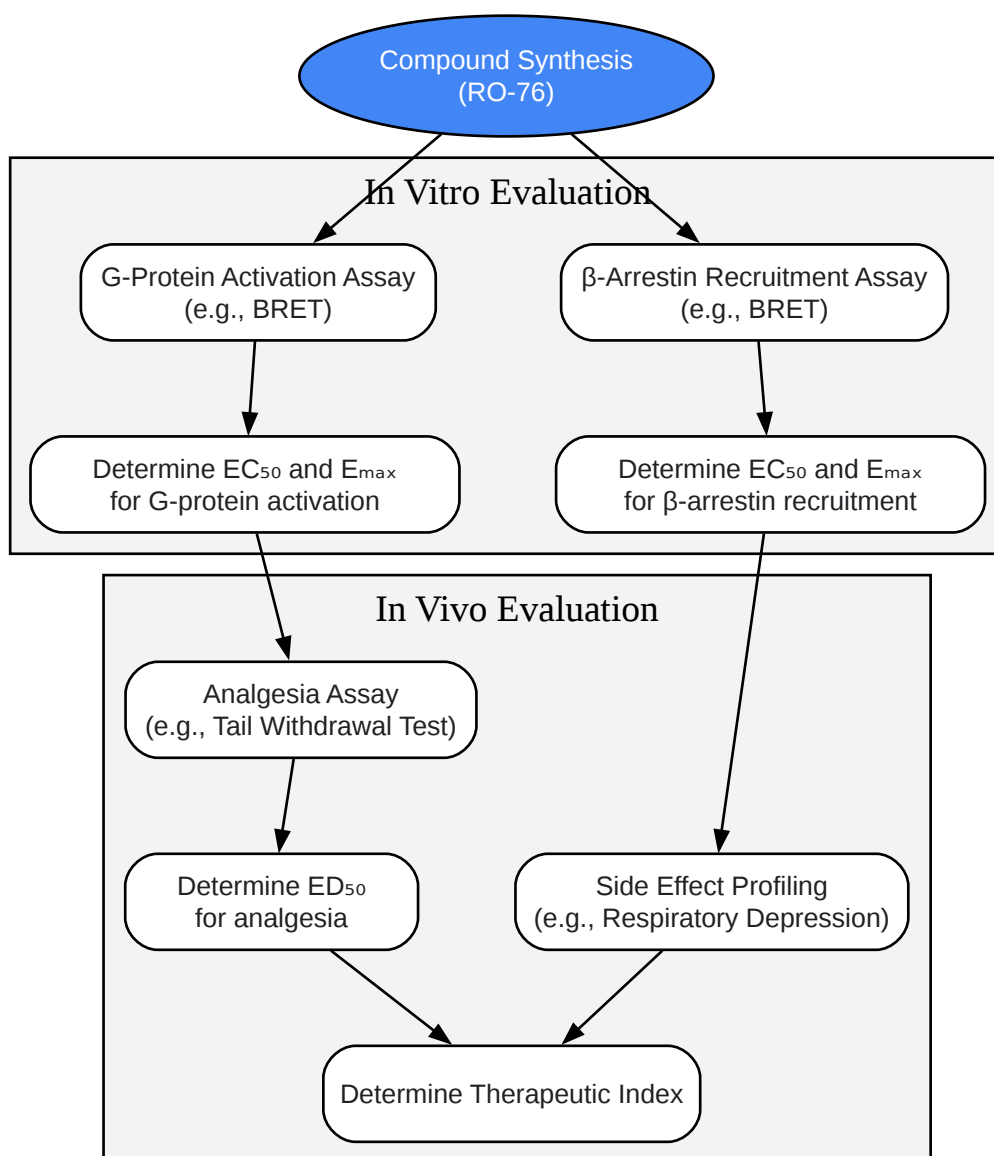 Compound Synthesis
(RO-76)
In Vitro Evaluation
G-Protein Activation Assay
(e.g., BRET)
β-Arrestin Recruitment Assay
(e.g., BRET)
Determine EC₅₀ and Eₘₐₓ
for G-protein activation
Determine EC₅₀ and Eₘₐₓ
for β-arrestin recruitment
In Vivo Evaluation
Analgesia Assay
(e.g., Tail Withdrawal Test)
Determine ED₅₀
for analgesia
Side Effect Profiling
(e.g., Respiratory Depression)
Determine Therapeutic Index